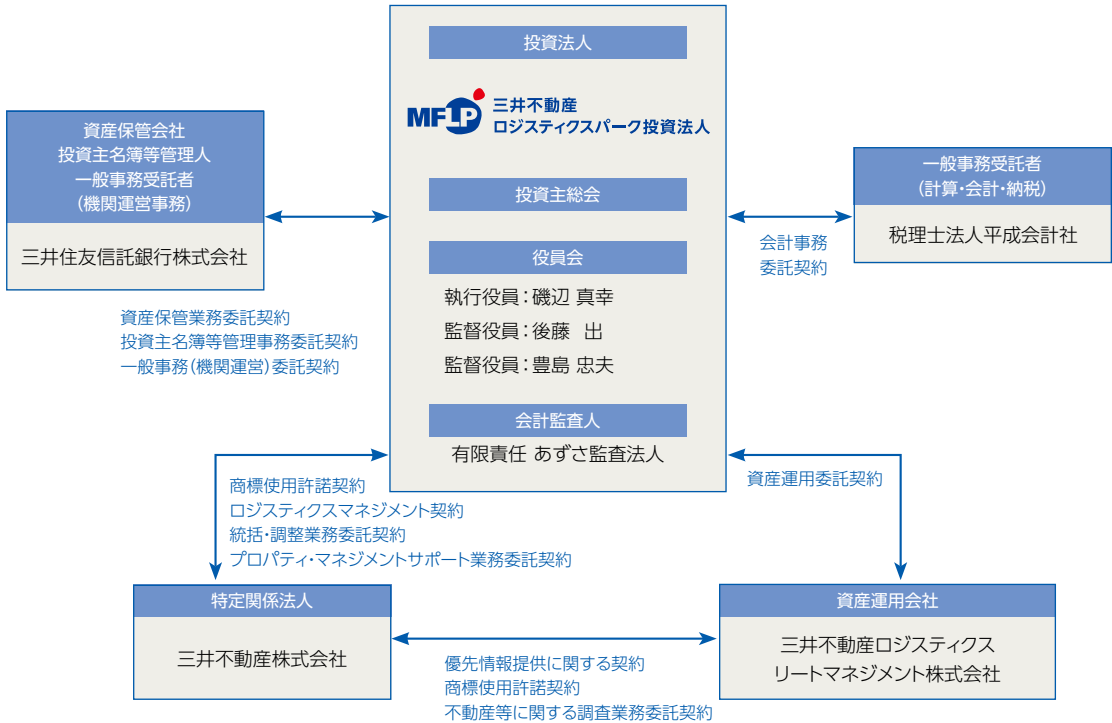 投資法人
MFLP
三井不動産
ロジスティクスパーク投資法人
投資主総会
役員会
執行役員：磯辺 真幸
監督役員：後藤 出
監督役員：豊島 忠夫
会計監査人
有限責任 あずさ監査法人
資産保管会社
投資主名簿等管理人
一般事務受託者
(機関運営事務)
三井住友信託銀行株式会社
資産保管業務委託契約
投資主名簿等管理事務委託契約
一般事務(機関運営)委託契約
一般事務受託者
(計算・会計・納税)
税理士法人平成会計社
会計事務
委託契約
商標使用許諾契約
ロジスティクスマネジメント契約
統括・調整業務委託契約
プロパティ・マネジメントサポート業務委託契約
資産運用委託契約
特定関係法人
三井不動産株式会社
優先情報提供に関する契約
商標使用許諾契約
不動産等に関する調査業務委託契約
資産運用会社
三井不動産ロジスティクス
リートマネジメント株式会社